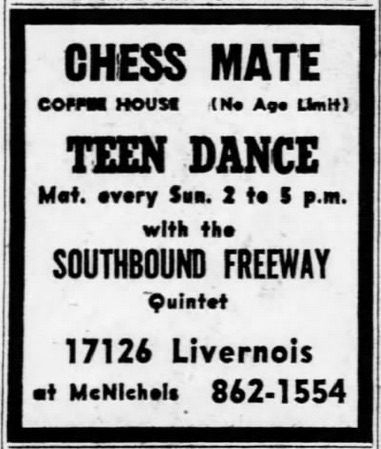 CHESS MATE
COFFEE HOUSE (No Age Limit)
TEEN DANCE
Mat. every Sun. 2 to 5 p.m.
with the
SOUTHBOUND FREEWAY
Quintet
17126 Livernois
at McNichols 862-1554